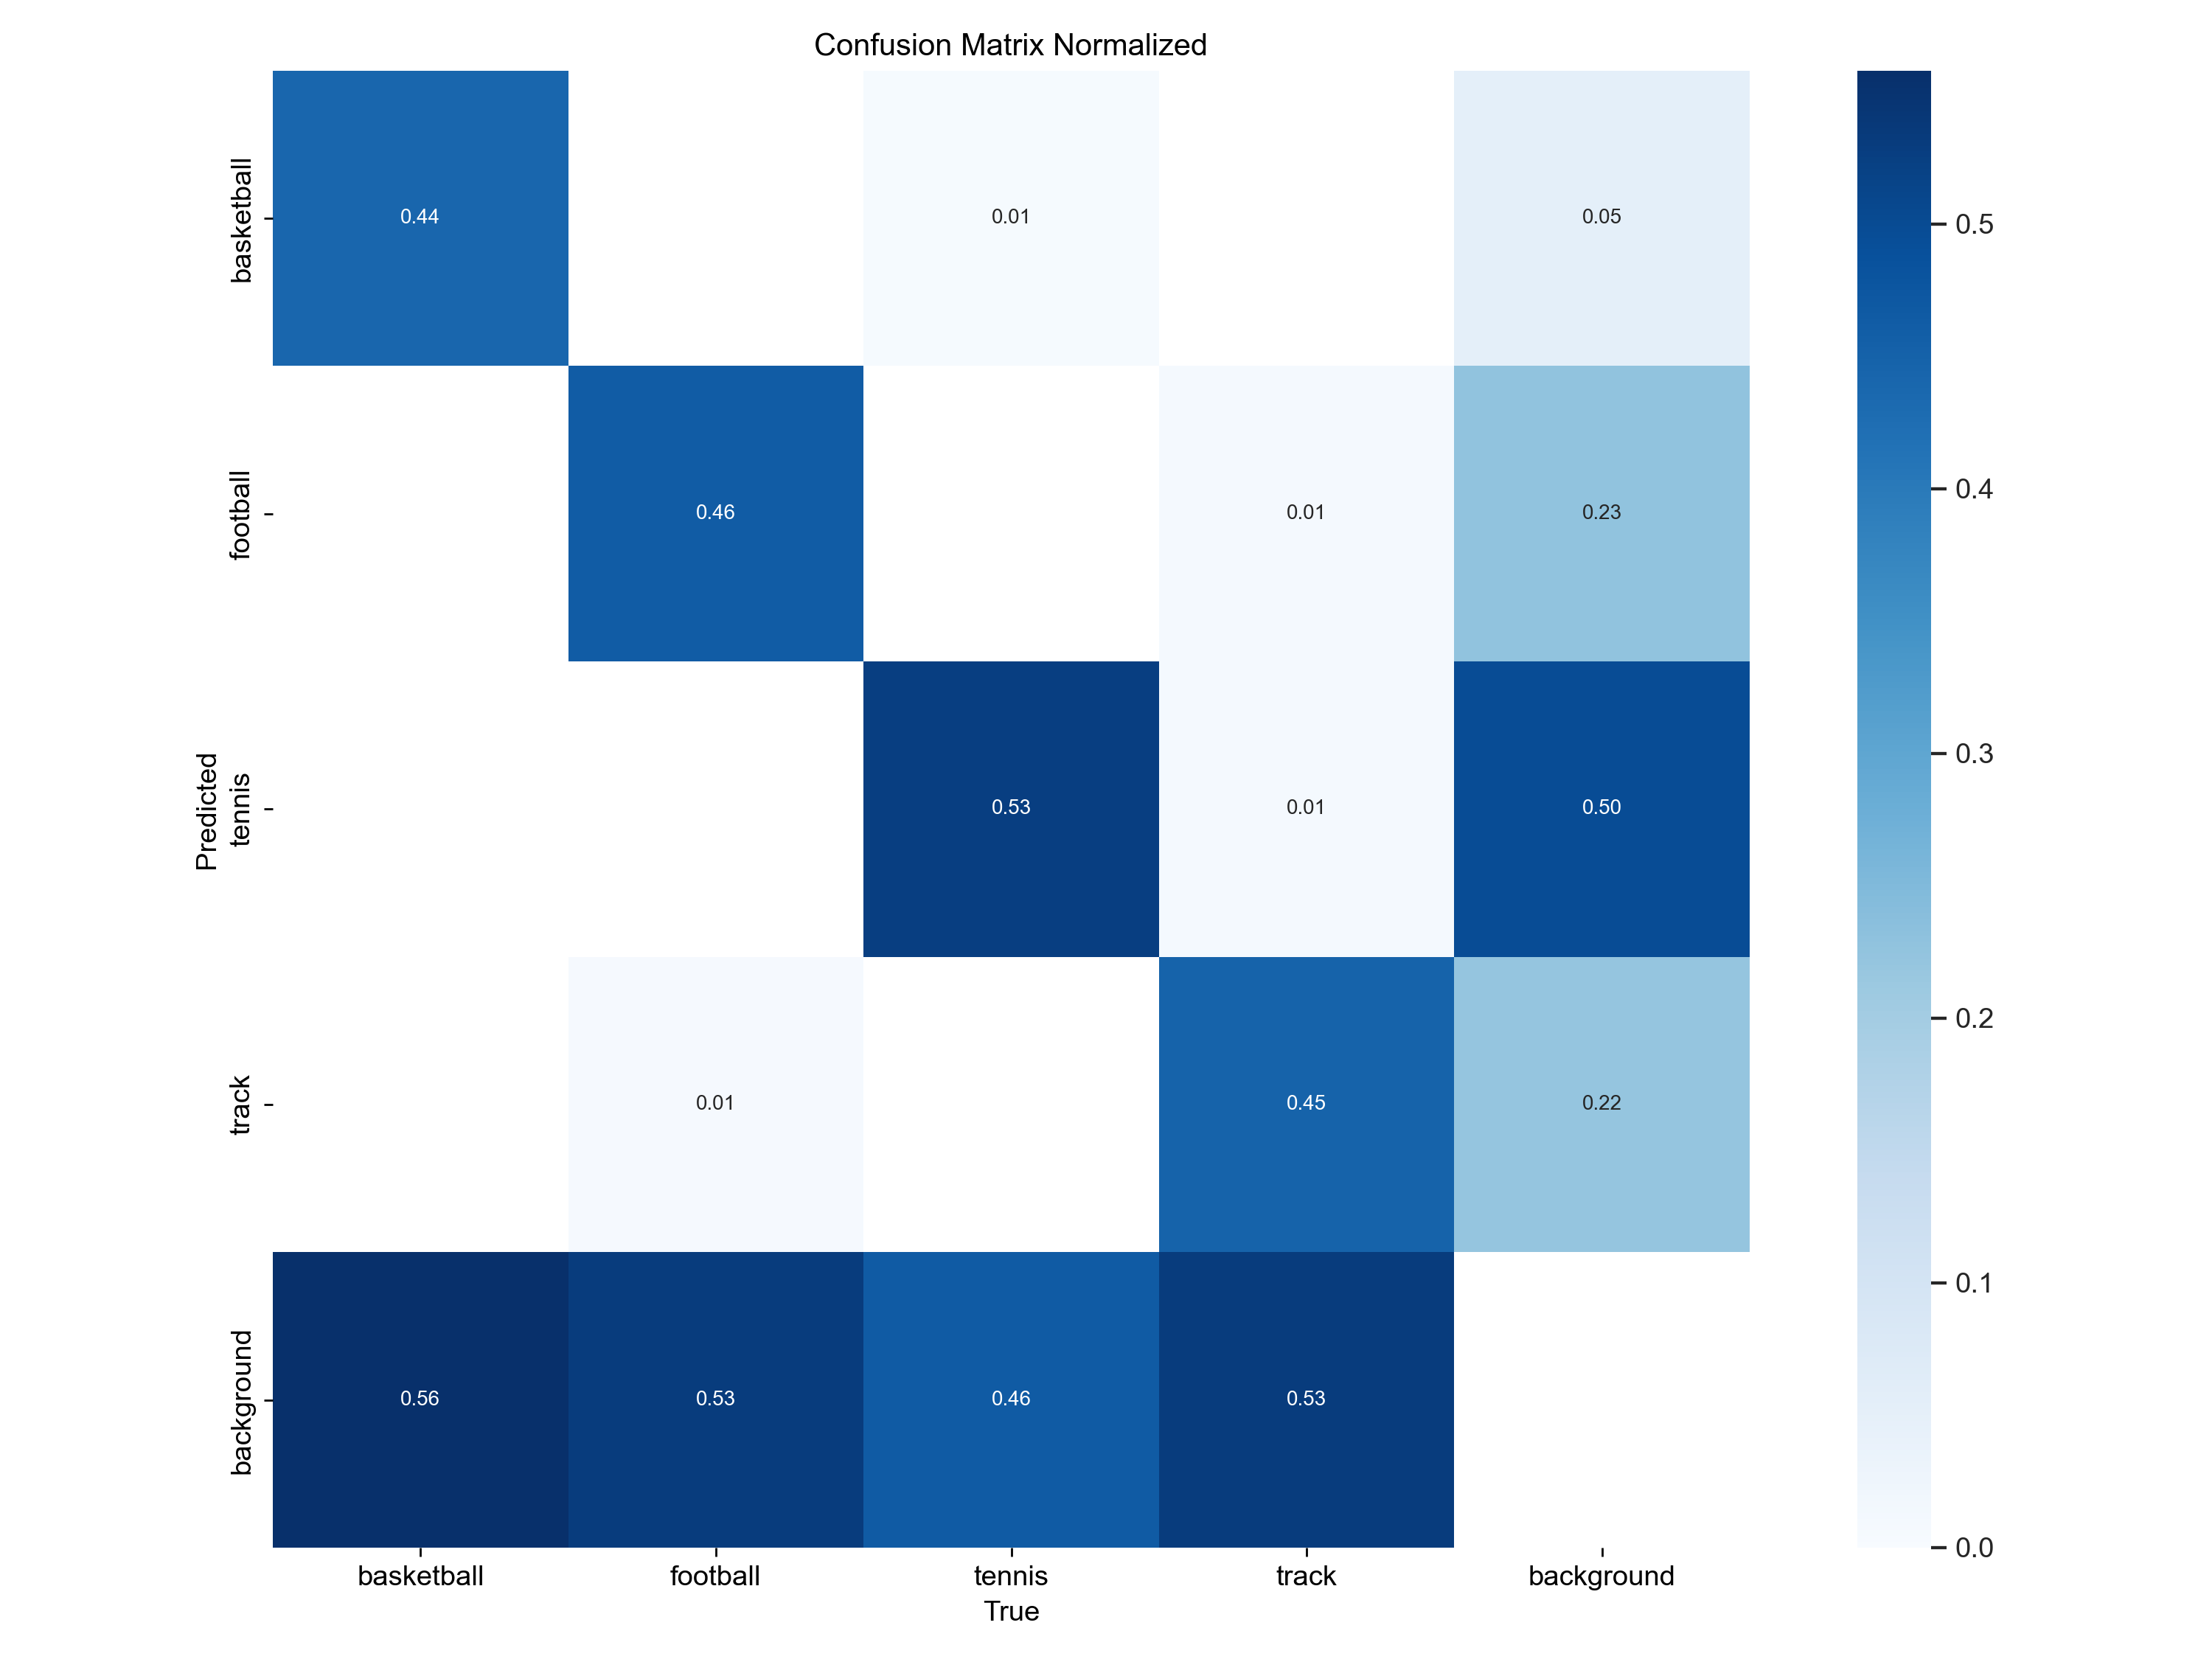 Confusion Matrix Normalized
basketball
0.44
0.01
0.05
football
0.46
0.01
0.23
Predicted
tennis
0.53
0.01
0.50
track
0.01
0.45
0.22
background
0.56
0.53
0.46
0.53
basketball
football
tennis
track
background
True
0.5
0.4
0.3
0.2
0.1
0.0